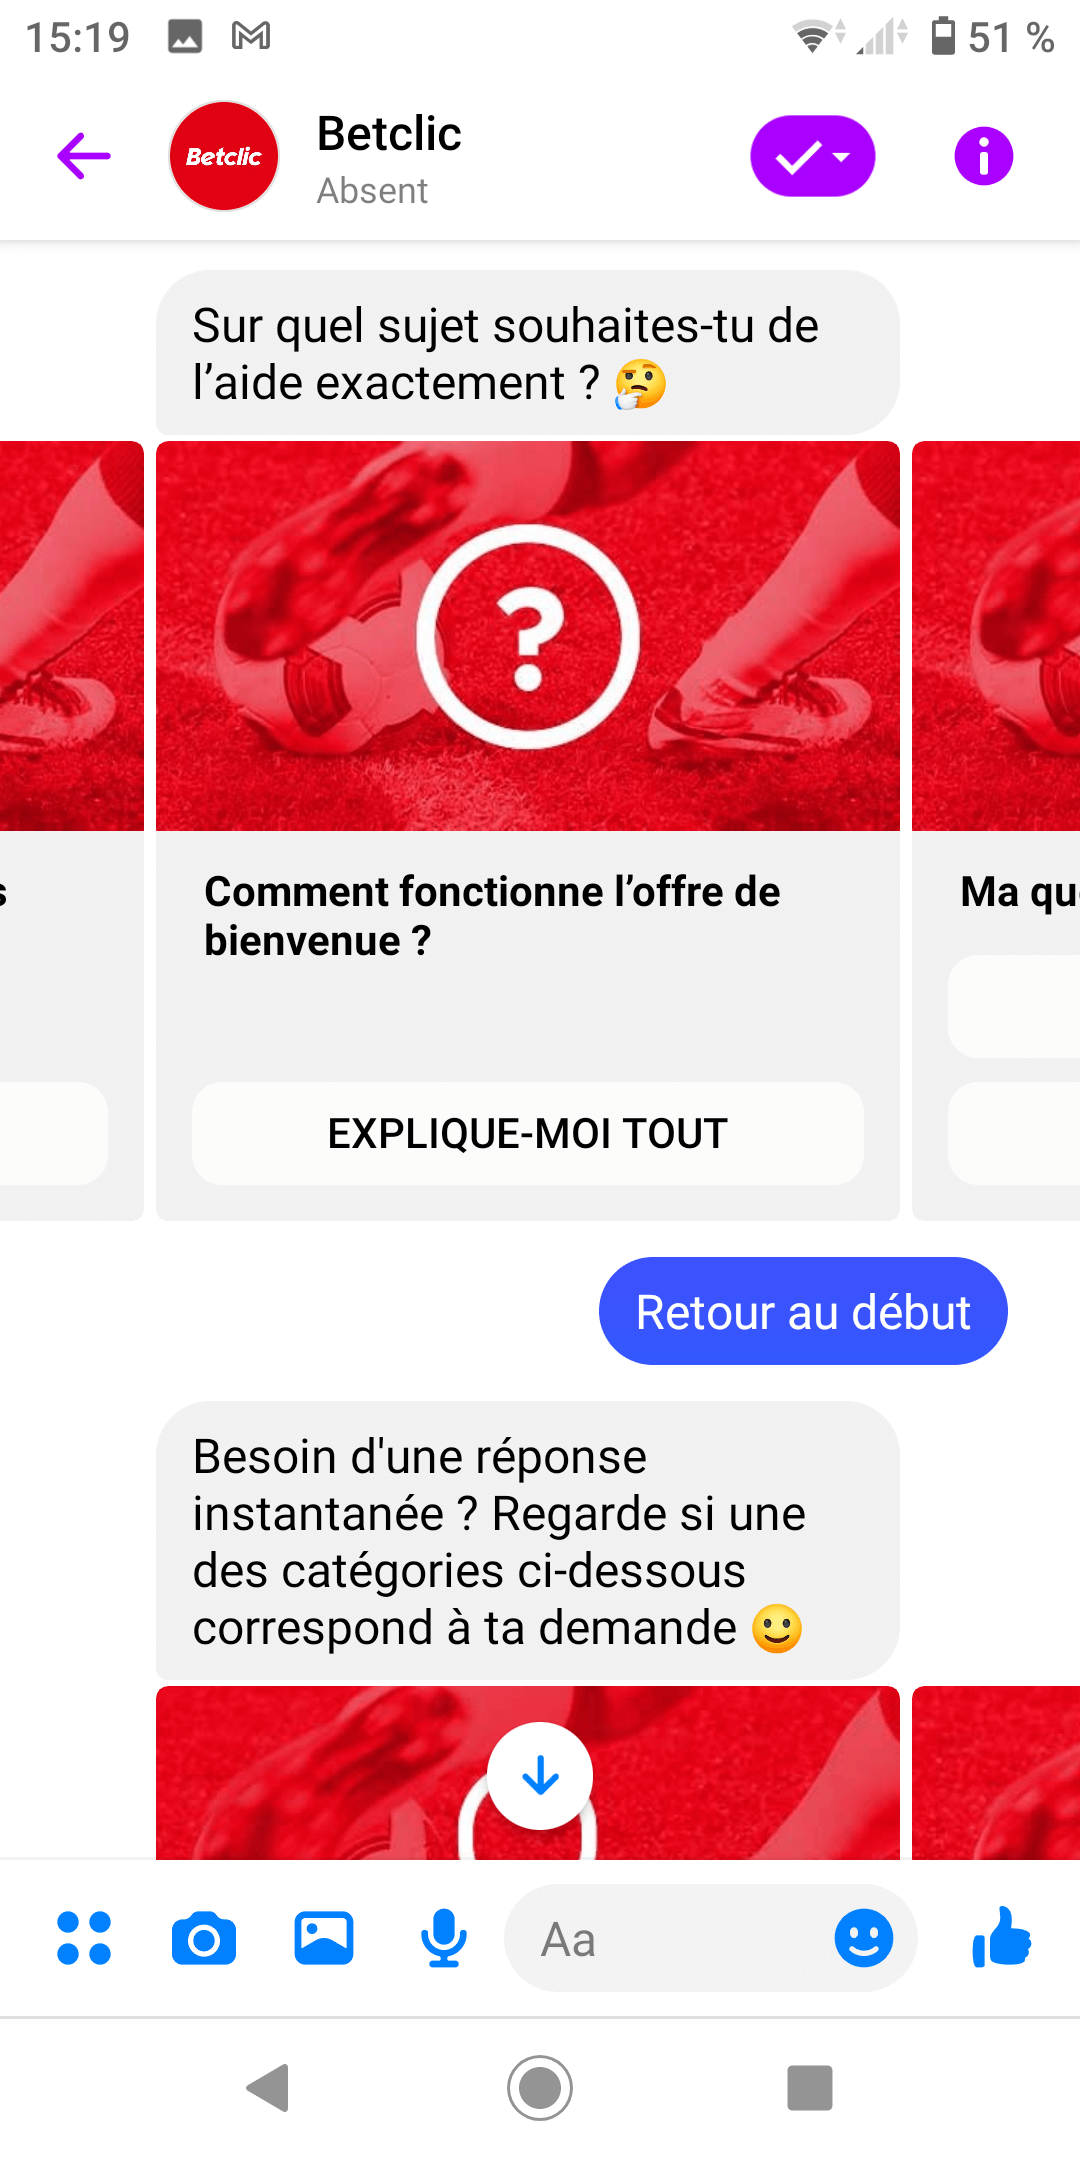 15:19
51 %
Betclic
Betclic
Absent
Sur quel sujet souhaites-tu de
l’aide exactement ? 🤔
?
s
Comment fonctionne l’offre de
bienvenue ?
Ma qu
EXPLIQUE-MOI TOUT
Retour au début
Besoin d'une réponse
instantanée ? Regarde si une
des catégories ci-dessous
correspond à ta demande 🙂
Aa